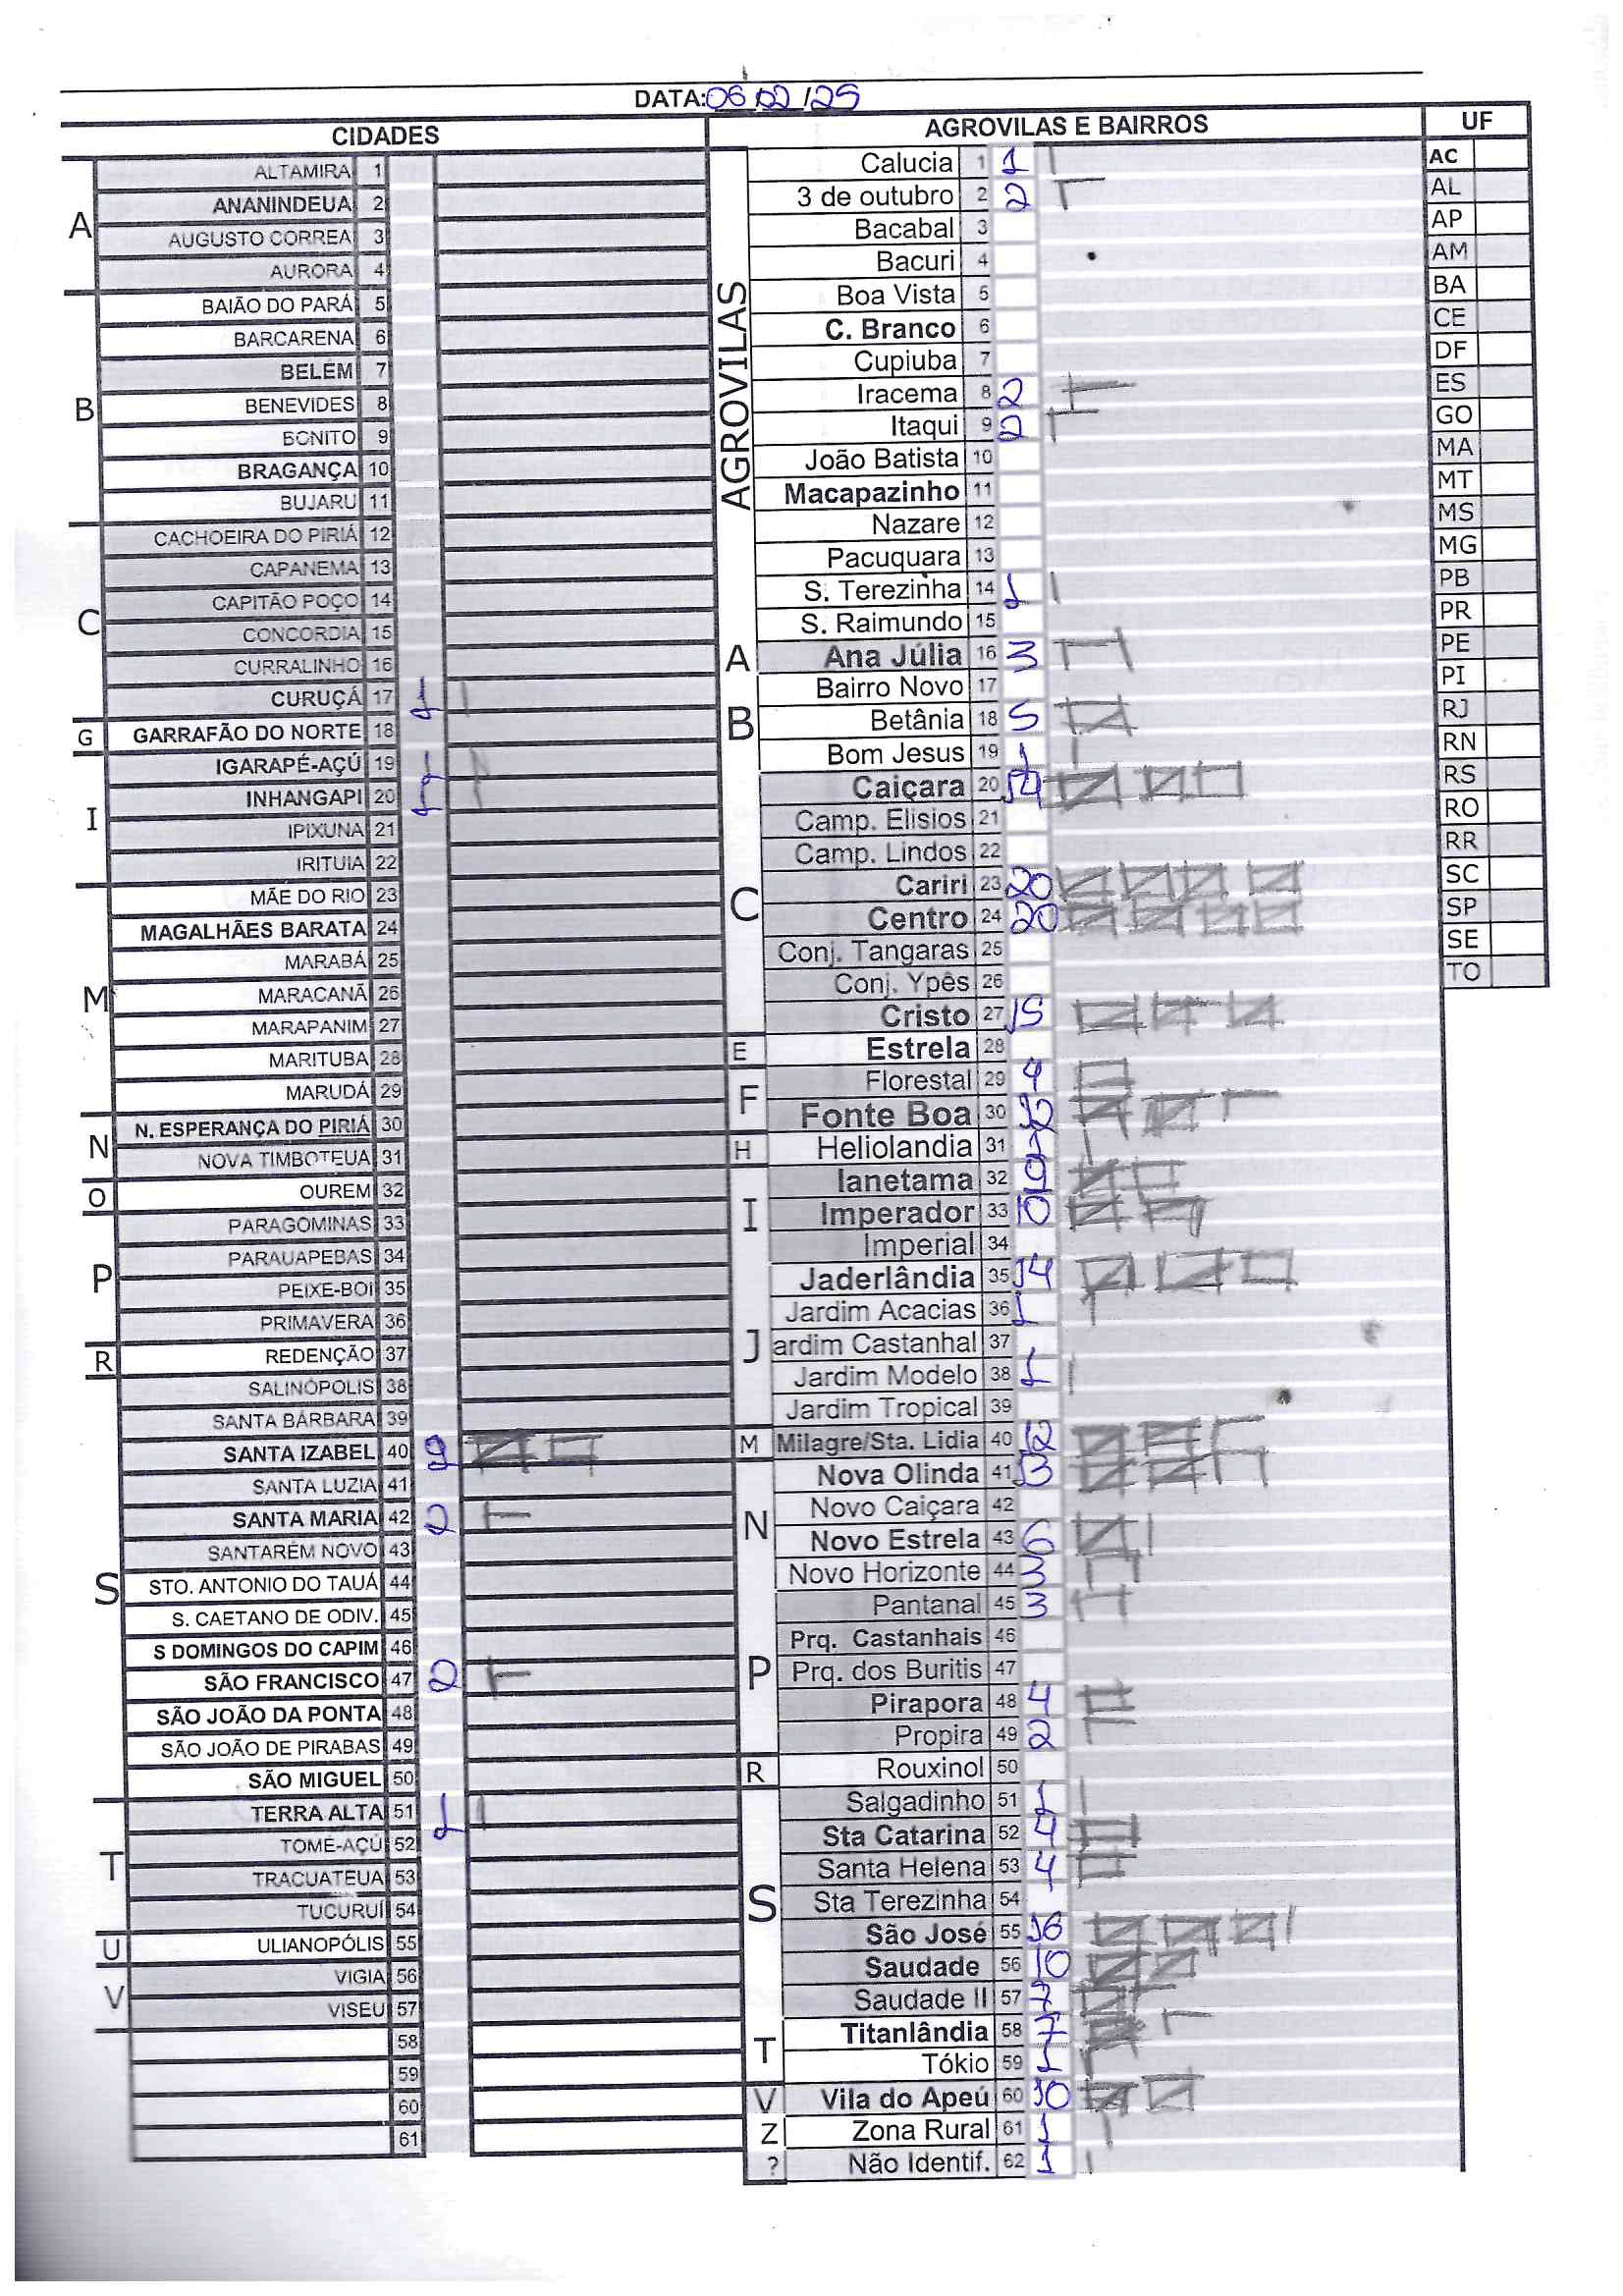 DATA:06/02/25
CIDADES
A
ALTAMIRA 1
ANANINDEUA 2
AUGUSTO CORREA 3
AURORA 4
B
BAIÃO DO PARÁ 5
BARCARENA 6
BELÉM 7
BENEVIDES 8
BONITO 9
BRAGANÇA 10
BUJARU 11
C
CACHOEIRA DO PIRIÁ 12
CAPANEMA 13
CAPITÃO POÇO 14
CONCORDIA 15
CURRALINHO 16
CURUÇÁ 17 1
G
GARRAFÃO DO NORTE 18
I
IGARAPÉ-AÇÚ 19 1
INHANGAPI 20 1
IPIXUNA 21
IRITUIA 22
M
MÃE DO RIO 23
MAGALHÃES BARATA 24
MARABÁ 25
MARACANÃ 26
MARAPANIM 27
MARITUBA 28
MARUDÁ 29
N
N. ESPERANÇA DO PIRIÁ 30
NOVA TIMBOTEUA 31
O
OUREM 32
P
PARAGOMINAS 33
PARAUAPEBAS 34
PEIXE-BOI 35
PRIMAVERA 36
R
REDENÇÃO 37
S
SALINÓPOLIS 38
SANTA BÁRBARA 39
SANTA IZABEL 40 9
SANTA LUZIA 41
SANTA MARIA 42 2
SANTARÉM NOVO 43
STO. ANTONIO DO TAUÁ 44
S. CAETANO DE ODIV. 45
S DOMINGOS DO CAPIM 46
SÃO FRANCISCO 47 2
SÃO JOÃO DA PONTA 48
SÃO JOÃO DE PIRABAS 49
SÃO MIGUEL 50
T
TERRA ALTA 51 1
TOMÉ-AÇÚ 52
TRACUATEUA 53
TUCURUÍ 54
U
ULIANOPÓLIS 55
V
VIGIA 56
VISEU 57
58
59
60
61
AGROVILAS E BAIRROS
AGROVILAS
Calucia 1 1
3 de outubro 2 2
Bacabal 3
Bacuri 4
Boa Vista 5
C. Branco 6
Cupiuba 7
Iracema 8 2
Itaqui 9 2
João Batista 10
Macapazinho 11
Nazare 12
Pacuquara 13
S. Terezinha 14 1
S. Raimundo 15
A
Ana Júlia 16 3
B
Bairro Novo 17
Betânia 18 5
Bom Jesus 19 1
C
Caiçara 20 14
Camp. Elisios 21
Camp. Lindos 22
Cariri 23 20
Centro 24 20
Conj. Tangaras 25
Conj. Ypês 26
Cristo 27 15
E
Estrela 28
F
Florestal 29 4
Fonte Boa 30 12
H
Heliolandia 31 1
I
Ianetama 32 9
Imperador 33 10
Imperial 34
J
Jaderlândia 35 14
Jardim Acacias 36 1
ardim Castanhal 37
Jardim Modelo 38 1
Jardim Tropical 39
M
Milagre/Sta. Lidia 40 12
N
Nova Olinda 41 13
Novo Caiçara 42
Novo Estrela 43 6
Novo Horizonte 44 3
P
Pantanal 45 3
Prq. Castanhais 46
Prq. dos Buritis 47
Pirapora 48 4
Propira 49 2
R
Rouxinol 50
S
Salgadinho 51 1
Sta Catarina 52 4
Santa Helena 53 4
Sta Terezinha 54
São José 55 16
Saudade 56 10
Saudade II 57 7
T
Titanlândia 58 7
Tókio 59 1
V
Vila do Apeú 60 10
Z
Zona Rural 61 1
?
Não Identif. 62 1
UF
AC
AL
AP
AM
BA
CE
DF
ES
GO
MA
MT
MS
MG
PB
PR
PE
PI
RJ
RN
RS
RO
RR
SC
SP
SE
TO